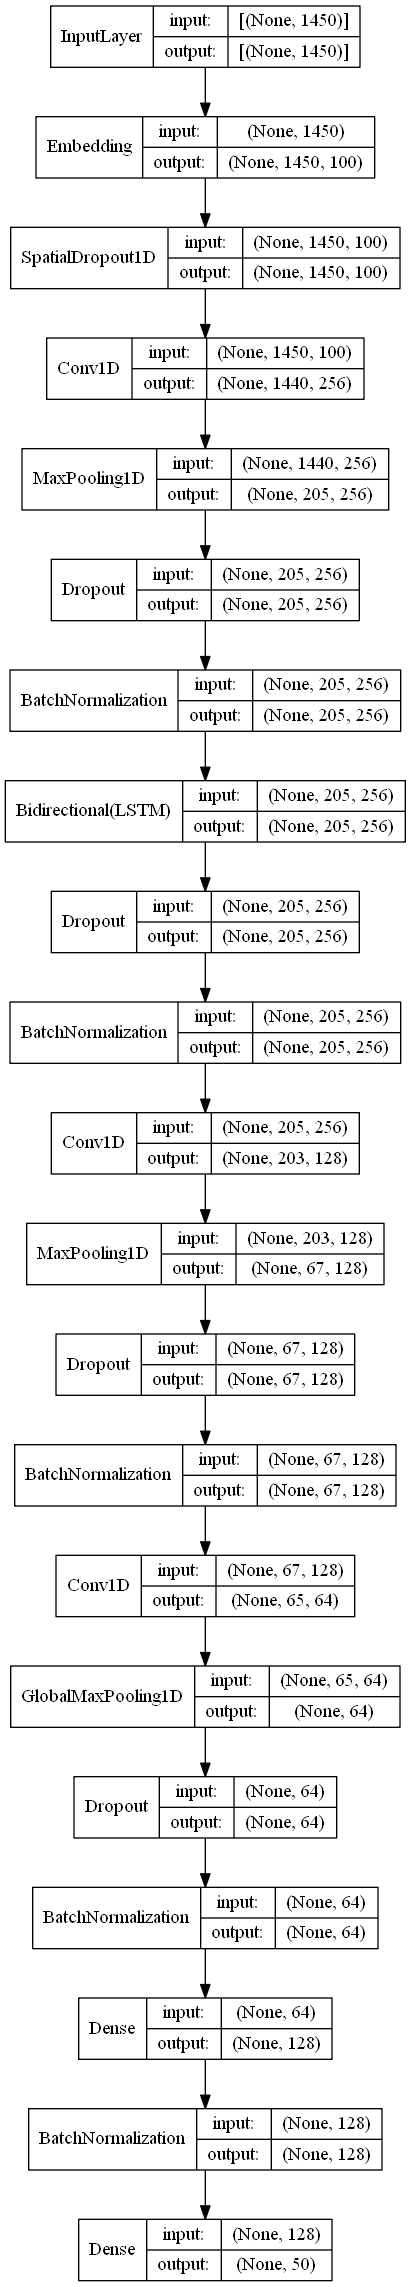 InputLayer input: [(None, 1450)]
output: [(None, 1450)]
Embedding input: (None, 1450)
output: (None, 1450, 100)
SpatialDropout1D input: (None, 1450, 100)
output: (None, 1450, 100)
Conv1D input: (None, 1450, 100)
output: (None, 1440, 256)
MaxPooling1D input: (None, 1440, 256)
output: (None, 205, 256)
Dropout input: (None, 205, 256)
output: (None, 205, 256)
BatchNormalization input: (None, 205, 256)
output: (None, 205, 256)
Bidirectional(LSTM) input: (None, 205, 256)
output: (None, 205, 256)
Dropout input: (None, 205, 256)
output: (None, 205, 256)
BatchNormalization input: (None, 205, 256)
output: (None, 205, 256)
Conv1D input: (None, 205, 256)
output: (None, 203, 128)
MaxPooling1D input: (None, 203, 128)
output: (None, 67, 128)
Dropout input: (None, 67, 128)
output: (None, 67, 128)
BatchNormalization input: (None, 67, 128)
output: (None, 67, 128)
Conv1D input: (None, 67, 128)
output: (None, 65, 64)
GlobalMaxPooling1D input: (None, 65, 64)
output: (None, 64)
Dropout input: (None, 64)
output: (None, 64)
BatchNormalization input: (None, 64)
output: (None, 64)
Dense input: (None, 64)
output: (None, 128)
BatchNormalization input: (None, 128)
output: (None, 128)
Dense input: (None, 128)
output: (None, 50)